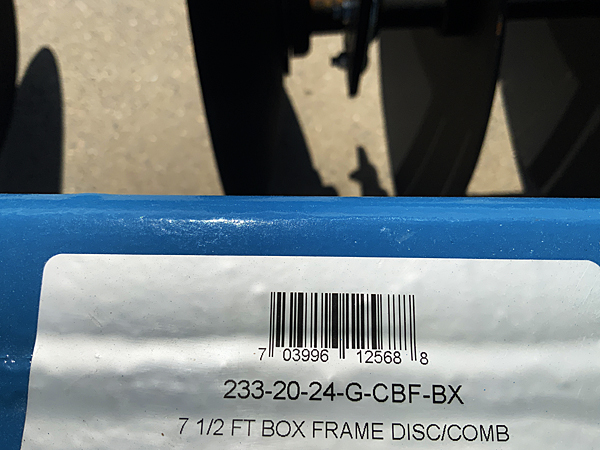 7 03996 12568 8
233-20-24-G-CBF-BX
7 1/2 FT BOX FRAME DISC/COMB